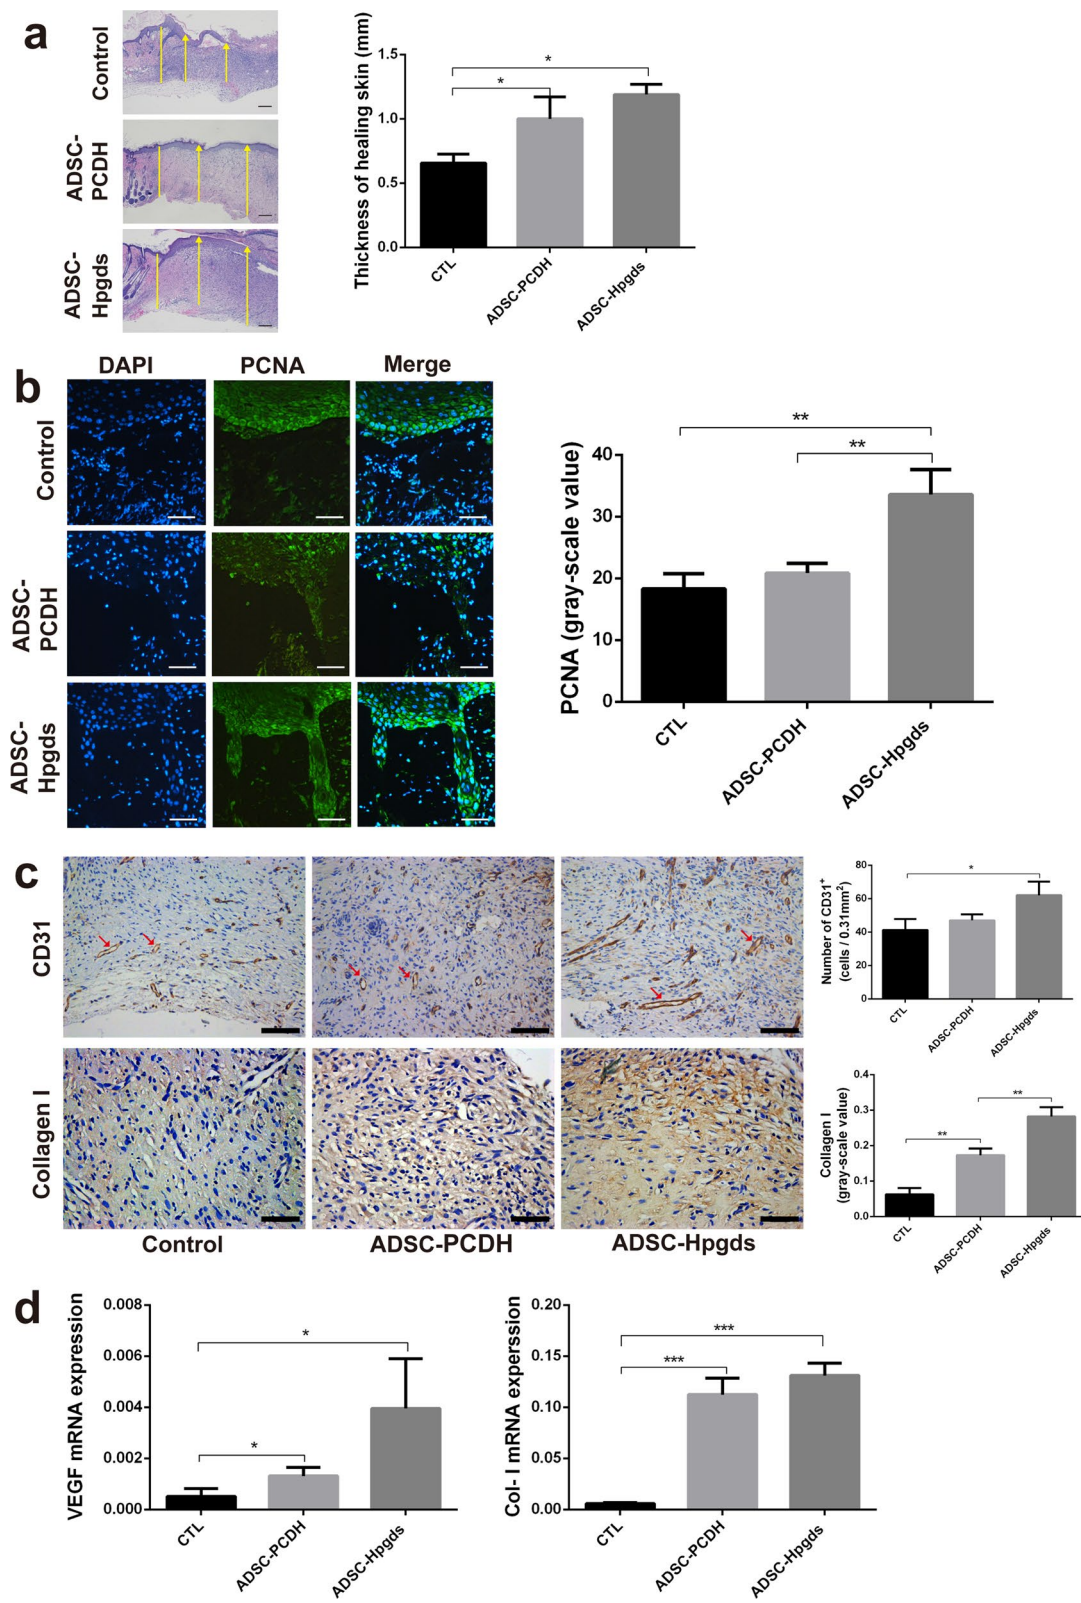 a
Control
ADSC-
PCDH
ADSC-
Hpgds
Thickness of healing skin (mm)
1.5
1.0
0.5
0.0
*
*
CTL
ADSC-PCDH
ADSC-Hpgds
b
DAPI
PCNA
Merge
Control
ADSC-
PCDH
ADSC-
Hpgds
PCNA (gray-scale value)
40
30
20
10
0
**
**
CTL
ADSC-PCDH
ADSC-Hpgds
c
CD31
Collagen I
Control
ADSC-PCDH
ADSC-Hpgds
Number of CD31+
(cells / 0.31mm2)
80
60
40
20
0
*
CTL
ADSC-PCDH
ADSC-Hpgds
Collagen I
(gray-scale value)
0.4
0.3
0.2
0.1
0.0
**
**
CTL
ADSC-PCDH
ADSC-Hpgds
d
VEGF mRNA expression
0.008
0.006
0.004
0.002
0.000
*
*
CTL
ADSC-PCDH
ADSC-Hpgds
Col- I mRNA experssion
0.20
0.15
0.10
0.05
0.00
***
***
CTL
ADSC-PCDH
ADSC-Hpgds